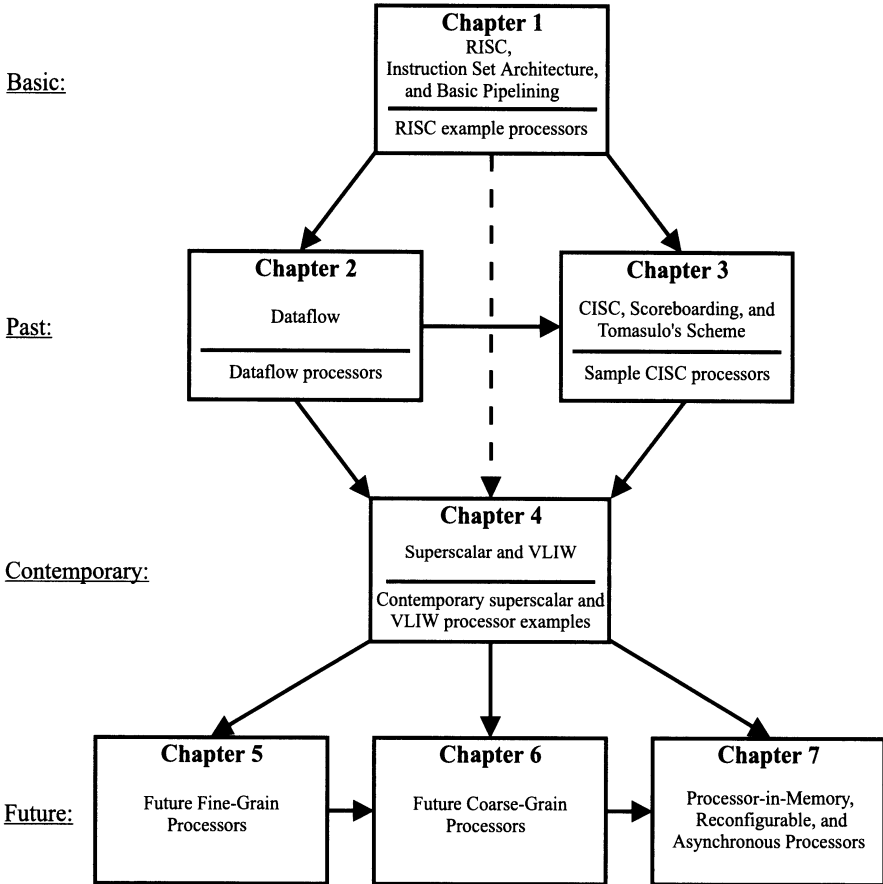 Basic:
Chapter 1
RISC,
Instruction Set Architecture,
and Basic Pipelining
RISC example processors
Past:
Chapter 2
Dataflow
Dataflow processors
Chapter 3
CISC, Scoreboarding, and
Tomasulo's Scheme
Sample CISC processors
Contemporary:
Chapter 4
Superscalar and VLIW
Contemporary superscalar and
VLIW processor examples
Future:
Chapter 5
Future Fine-Grain
Processors
Chapter 6
Future Coarse-Grain
Processors
Chapter 7
Processor-in-Memory,
Reconfigurable, and
Asynchronous Processors